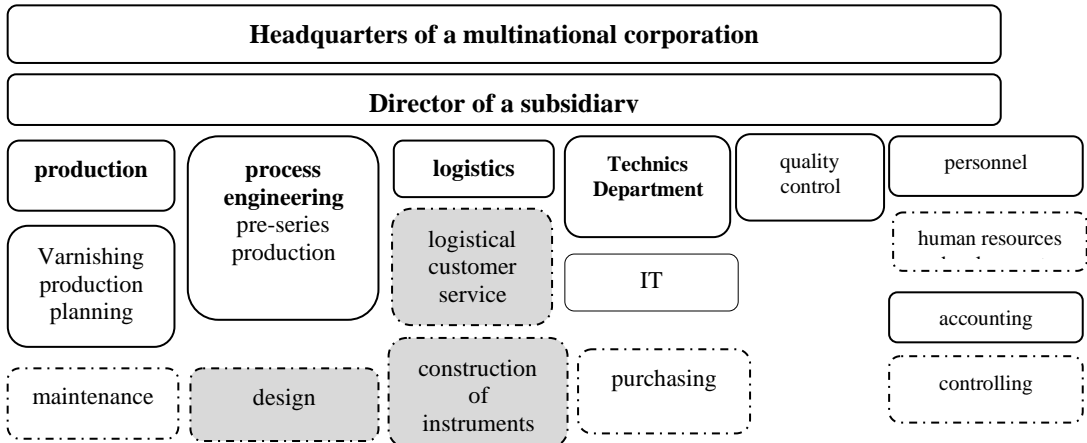 Headquarters of a multinational corporation
Director of a subsidiary
production
process
engineering
pre-series
production
logistics
Technics
Department
quality
control
personnel
Varnishing
production
planning
logistical
customer
service
IT
human resources
accounting
maintenance
design
construction
of
instruments
purchasing
controlling